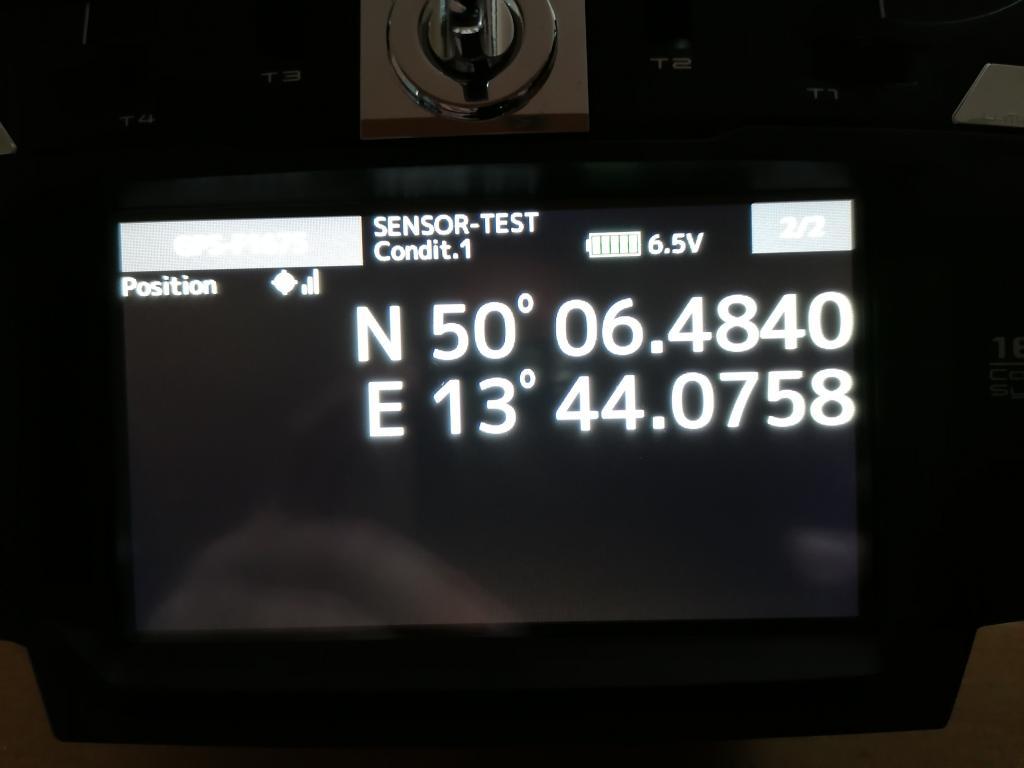 T3
T2
T1
T4
SENSOR-TEST
2/2
Condit.1
6.5V
Position
N 50° 06.4840
E 13° 44.0758